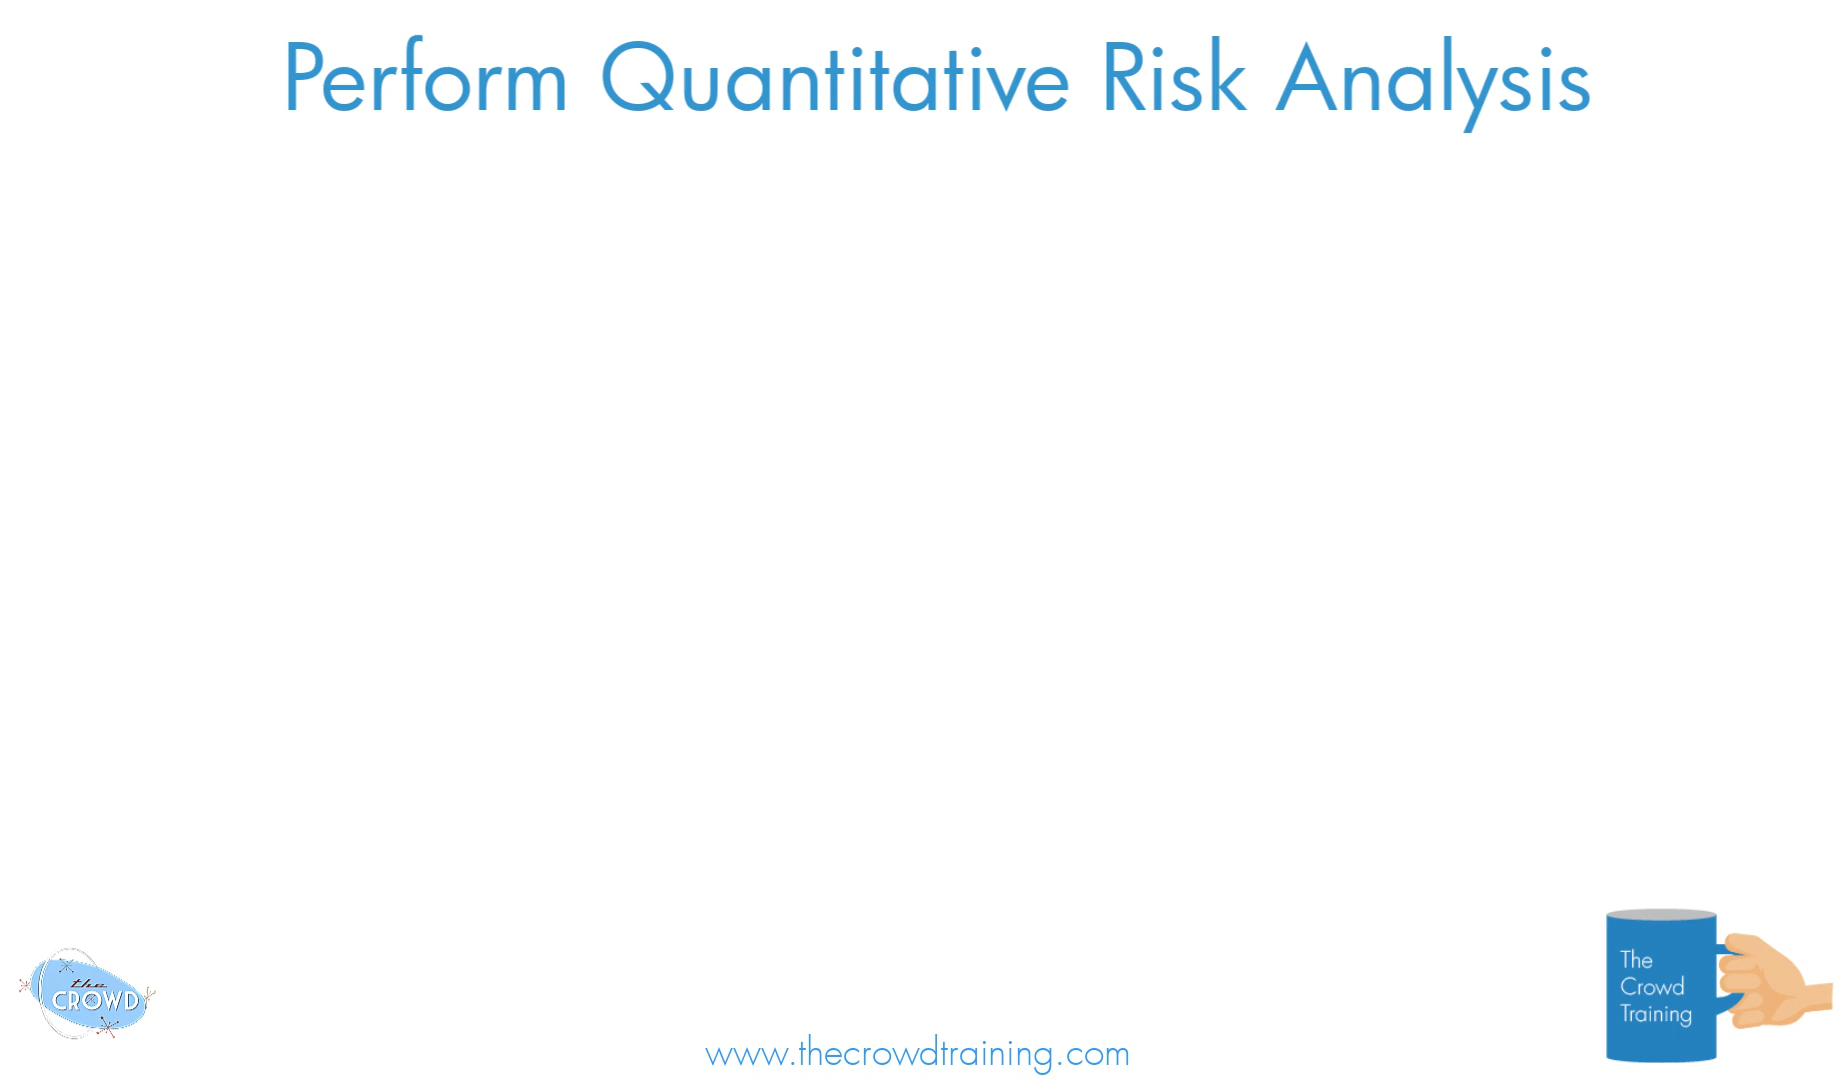 Perform Quantitative Risk Analysis
the
CROWD
The
Crowd
Training
www.thecrowdtraining.com